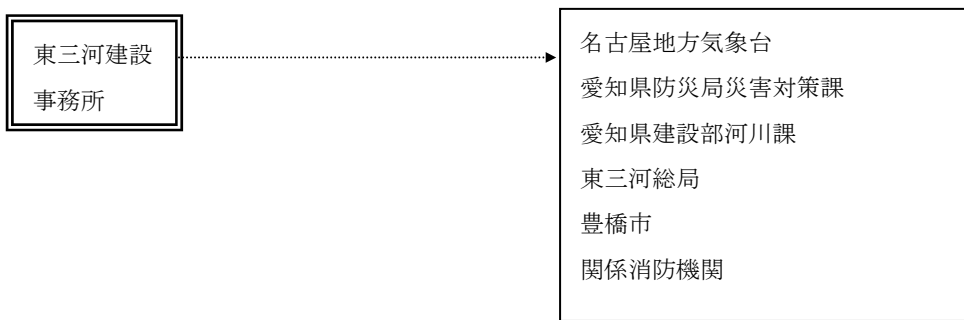 東三河建設
事務所
名古屋地方気象台
愛知県防災局災害対策課
愛知県建設部河川課
東三河総局
豊橋市
関係消防機関